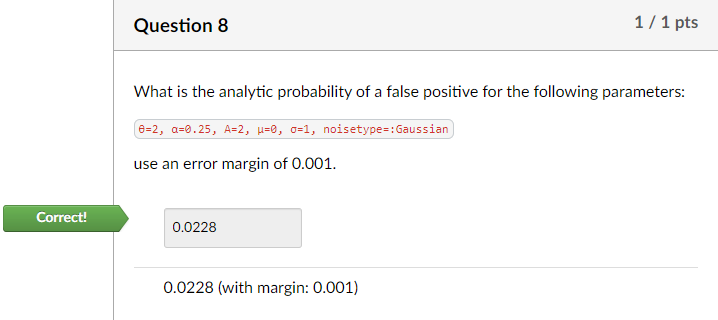 Question 8
1 / 1 pts
What is the analytic probability of a false positive for the following parameters:
θ=2, α=0.25, A=2, μ=0, σ=1, noisetype=:Gaussian
use an error margin of 0.001.
Correct!
0.0228
0.0228 (with margin: 0.001)